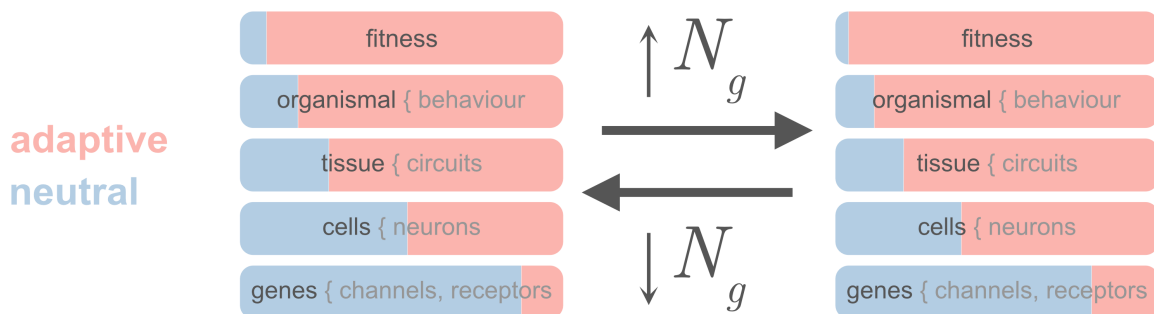 adaptive
neutral
fitness
organismal { behaviour
tissue { circuits
cells { neurons
genes { channels, receptors
↑ N_g
↓ N_g
fitness
organismal { behaviour
tissue { circuits
cells { neurons
genes { channels, receptors